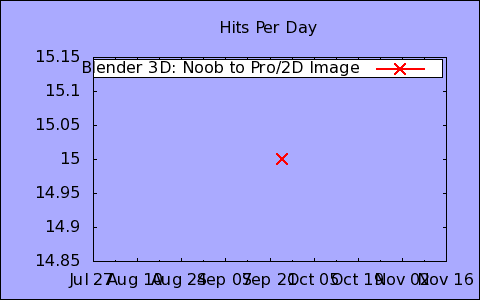 Hits Per Day
15.15
Blender 3D: Noob to Pro/2D Image
15.1
15.05
15
14.95
14.9
14.85
Jul 27 Aug 10 Aug 24 Sep 07 Sep 21 Oct 05 Oct 19 Nov 02 Nov 16